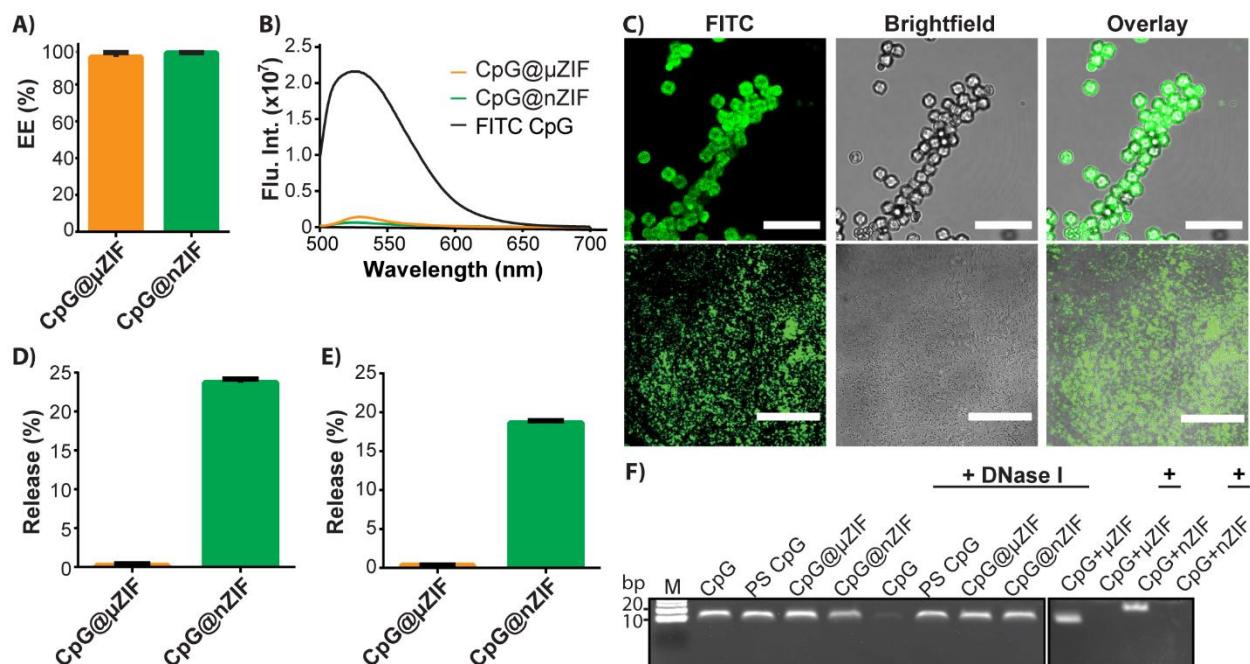 A)
EE (%)
100
80
60
40
20
0
CpG@µZIF
CpG@nZIF
B)
Flu. Int. (x10⁷)
2.5
2.0
1.5
1.0
0.5
0
500
550
600
650
700
Wavelength (nm)
CpG@µZIF
CpG@nZIF
FITC CpG
C)
FITC
Brightfield
Overlay
D)
Release (%)
25
20
15
10
5
0
CpG@µZIF
CpG@nZIF
E)
Release (%)
25
20
15
10
5
0
CpG@µZIF
CpG@nZIF
F)
+ DNase I
+
+
bp
M
CpG
PS CpG
CpG@µZIF
CpG@nZIF
CpG
PS CpG
CpG@µZIF
CpG@nZIF
CpG+µZIF
CpG+µZIF
CpG+nZIF
CpG+nZIF
20
10